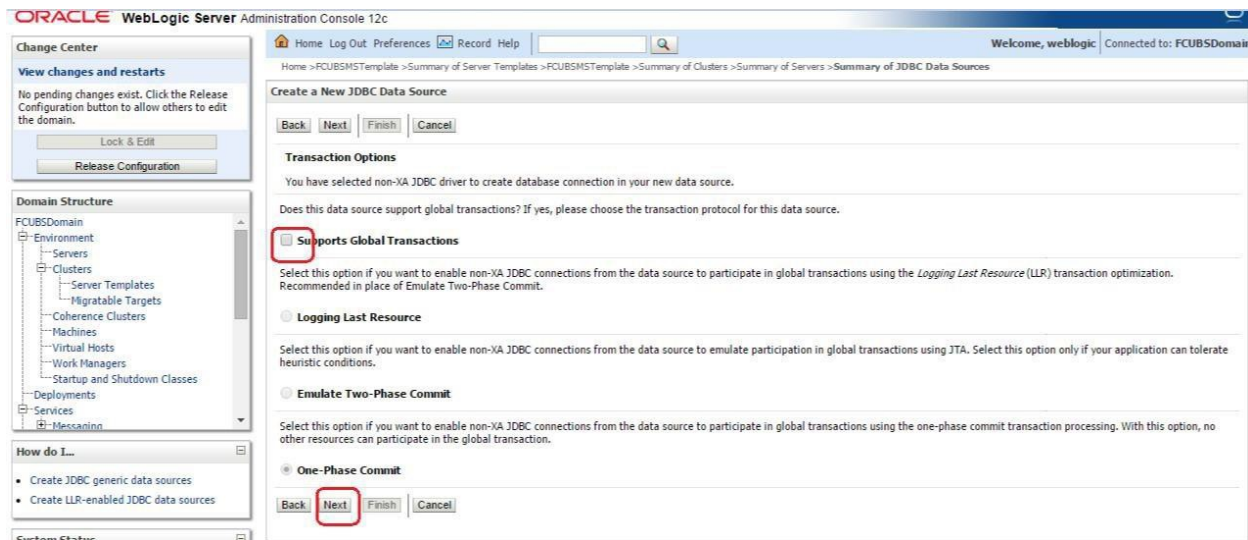 ORACLE WebLogic Server Administration Console 12c
Change Center
View changes and restarts
No pending changes exist. Click the Release
Configuration button to allow others to edit
the domain.
Lock & Edit
Release Configuration
Domain Structure
FCUBSDomain
Environment
Servers
Clusters
Server Templates
Migratable Targets
Coherence Clusters
Machines
Virtual Hosts
Work Managers
Startup and Shutdown Classes
Deployments
Services
Messaging
How do I...
Create JDBC generic data sources
Create LLR-enabled JDBC data sources
System Status
Home Log Out Preferences Record Help
Welcome, weblogic Connected to: FCUBSDomain
Home >FCUBSMSTemplate >Summary of Server Templates >FCUBSMSTemplate >Summary of Clusters >Summary of Servers >Summary of JDBC Data Sources
Create a New JDBC Data Source
Back Next Finish Cancel
Transaction Options
You have selected non-XA JDBC driver to create database connection in your new data source.
Does this data source support global transactions? If yes, please choose the transaction protocol for this data source.
Supports Global Transactions
Select this option if you want to enable non-XA JDBC connections from the data source to participate in global transactions using the Logging Last Resource (LLR) transaction optimization.
Recommended in place of Emulate Two-Phase Commit.
Logging Last Resource
Select this option if you want to enable non-XA JDBC connections from the data source to emulate participation in global transactions using JTA. Select this option only if your application can tolerate
heuristic conditions.
Emulate Two-Phase Commit
Select this option if you want to enable non-XA JDBC connections from the data source to participate in global transactions using the one-phase commit transaction processing. With this option, no
other resources can participate in the global transaction.
One-Phase Commit
Back Next Finish Cancel